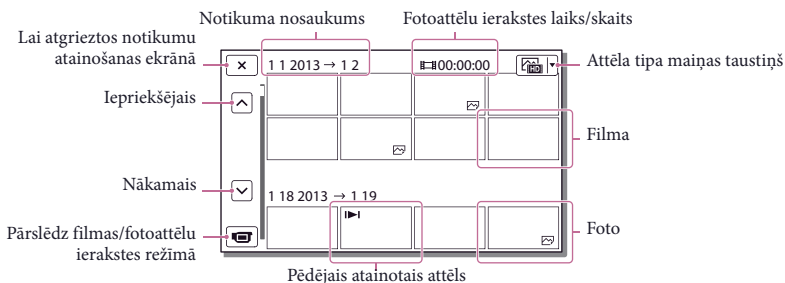 Notikuma nosaukums
Fotoattēlu ierakstes laiks/skaits
Lai atgrieztos notikumu
atainošanas ekrānā
1 1 2013 → 1 2
00:00:00
HD
Attēla tipa maiņas taustiņš
Iepriekšējais
Filma
Nākamais
1 18 2013 → 1 19
Pārslēdz filmas/fotoattēlu
ierakstes režīmā
Foto
Pēdējais atainotais attēls